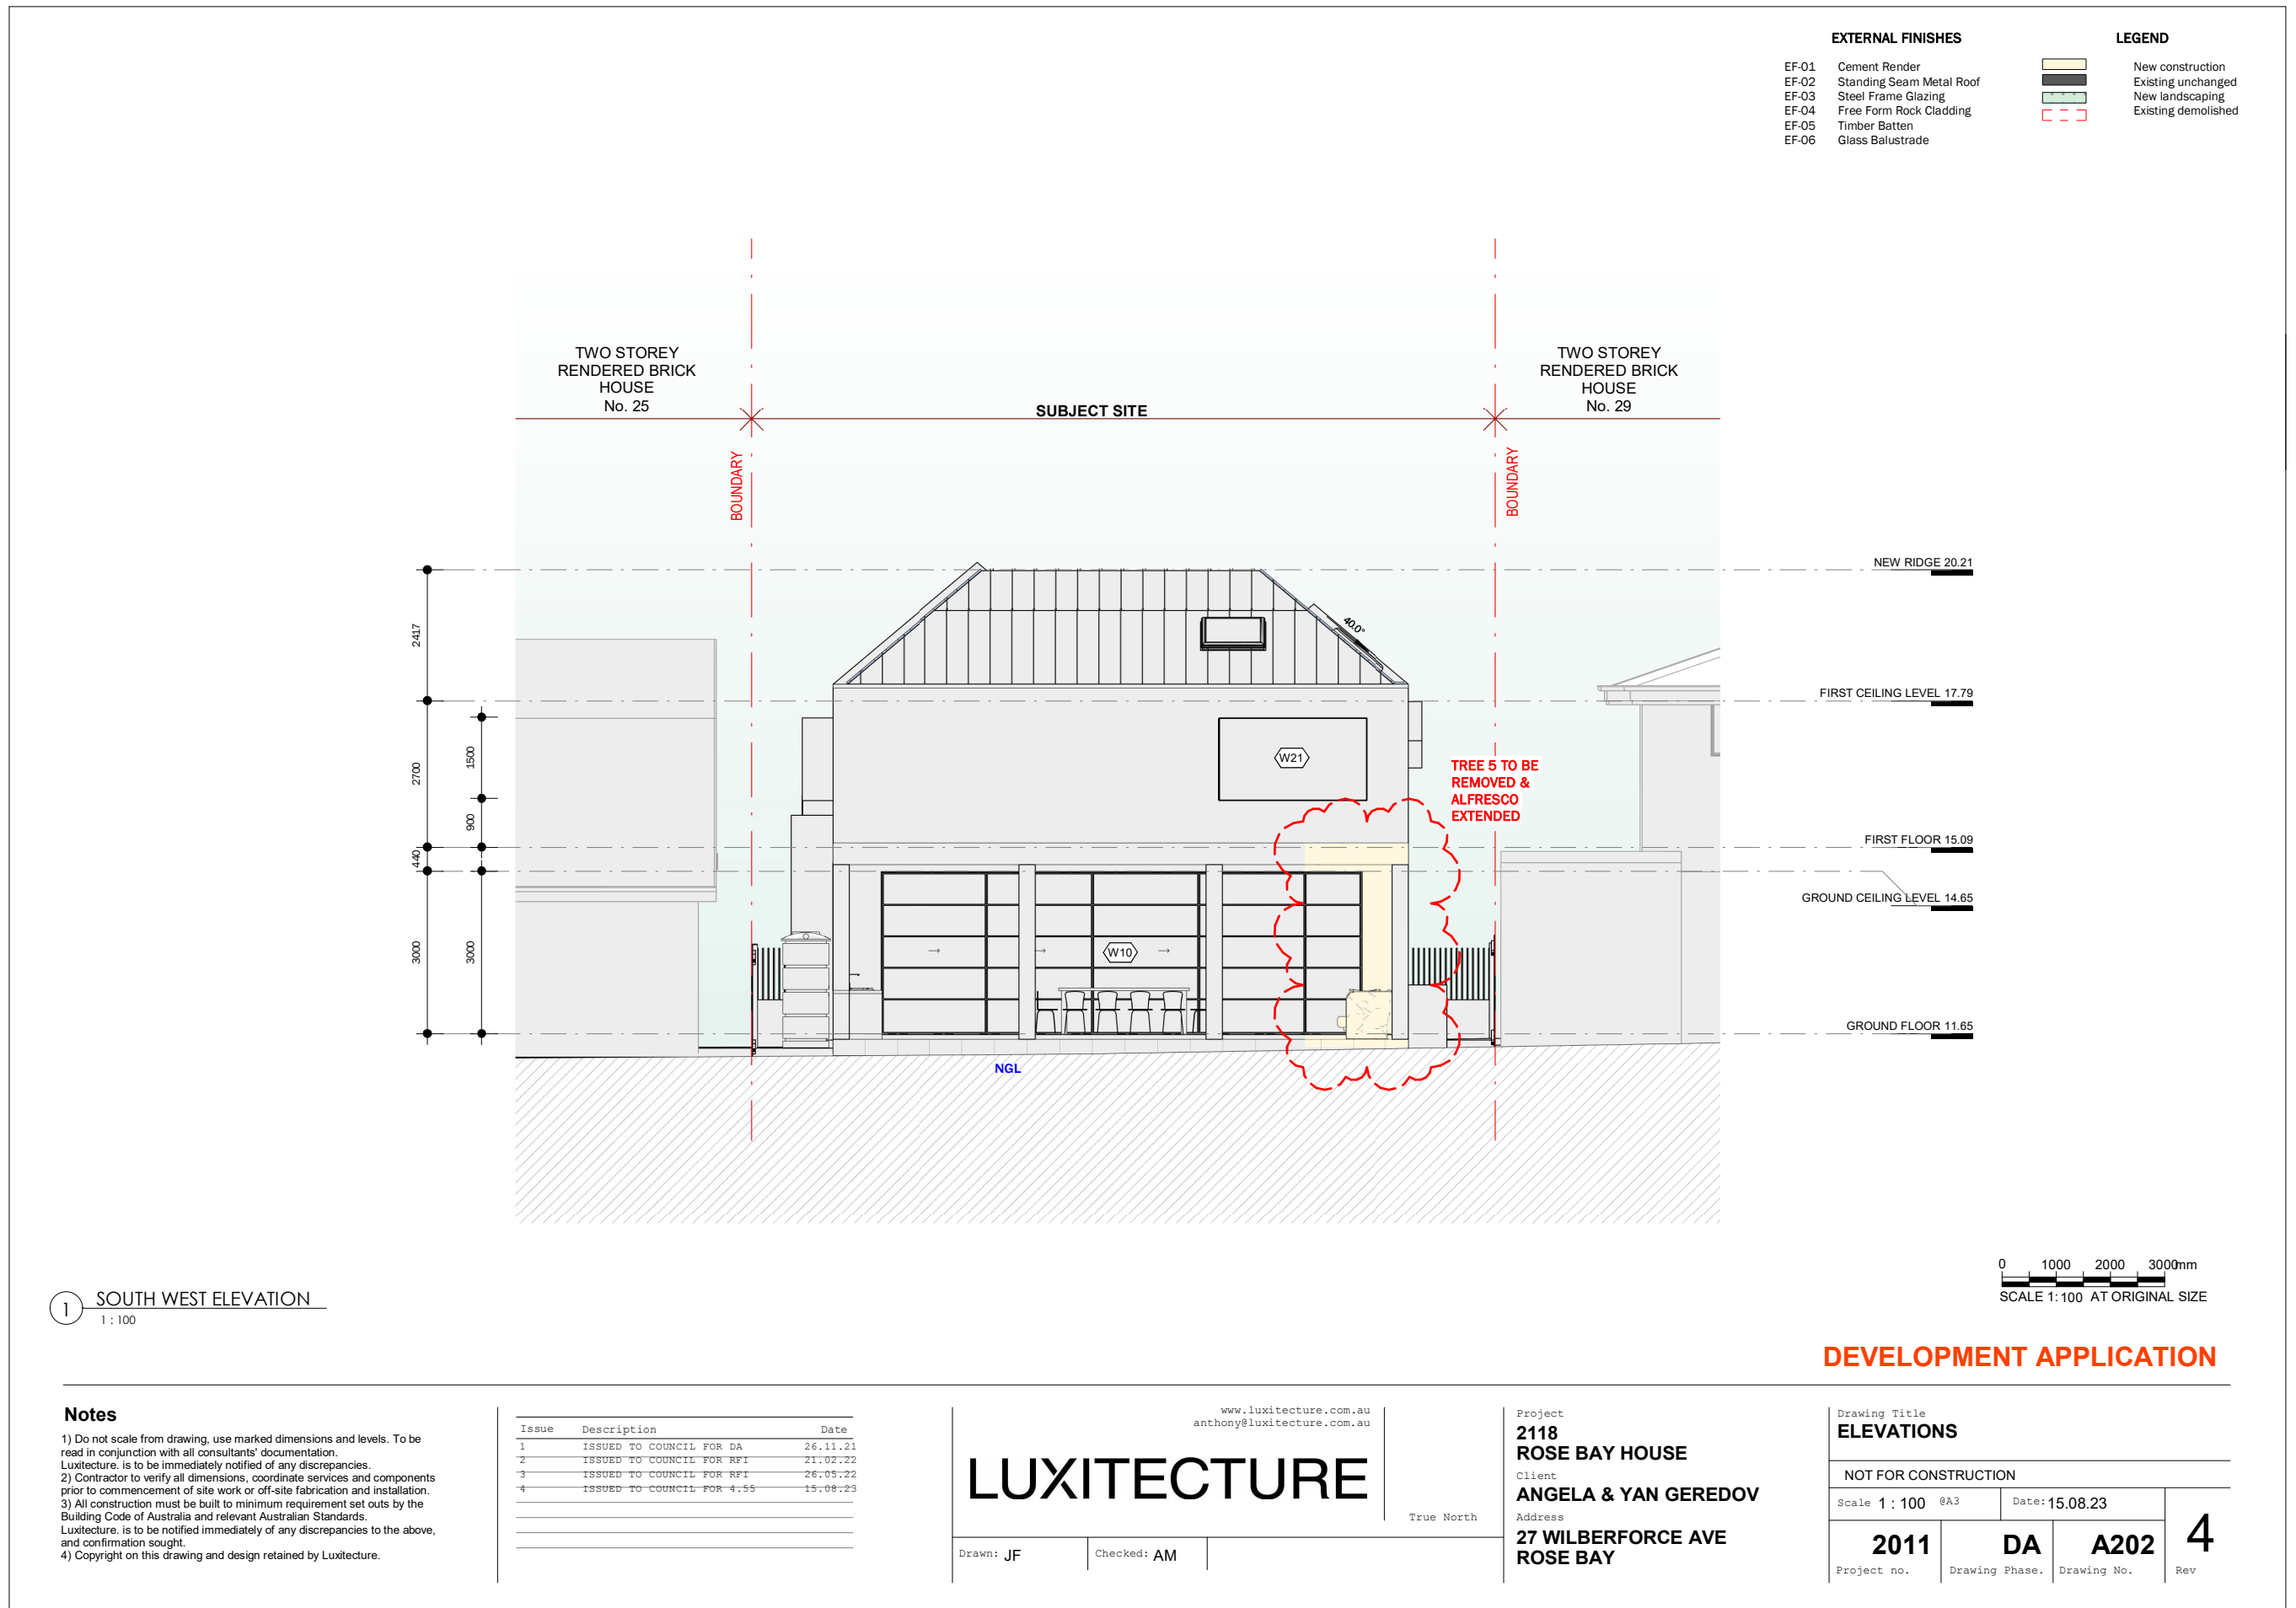 EXTERNAL FINISHES
EF-01 Cement Render
EF-02 Standing Seam Metal Roof
EF-03 Steel Frame Glazing
EF-04 Free Form Rock Cladding
EF-05 Timber Batten
EF-06 Glass Balustrade
LEGEND
New construction
Existing unchanged
New landscaping
Existing demolished
TWO STOREY
RENDERED BRICK
HOUSE
No. 25
SUBJECT SITE
TWO STOREY
RENDERED BRICK
HOUSE
No. 29
BOUNDARY
BOUNDARY
NEW RIDGE 20.21
FIRST CEILING LEVEL 17.79
FIRST FLOOR 15.09
GROUND CEILING LEVEL 14.65
GROUND FLOOR 11.65
2417
2700
440
3000
1500
900
3000
40.0°
W21
W10
TREE 5 TO BE
REMOVED &
ALFRESCO
EXTENDED
NGL
0 1000 2000 3000mm
SCALE 1:100 AT ORIGINAL SIZE
1 SOUTH WEST ELEVATION
1 : 100
DEVELOPMENT APPLICATION
Notes
1) Do not scale from drawing, use marked dimensions and levels. To be
read in conjunction with all consultants' documentation.
Luxitecture. is to be immediately notified of any discrepancies.
2) Contractor to verify all dimensions, coordinate services and components
prior to commencement of site work or off-site fabrication and installation.
3) All construction must be built to minimum requirement set outs by the
Building Code of Australia and relevant Australian Standards.
Luxitecture. is to be notified immediately of any discrepancies to the above,
and confirmation sought.
4) Copyright on this drawing and design retained by Luxitecture.
Issue Description Date
1 ISSUED TO COUNCIL FOR DA 26.11.21
2 ISSUED TO COUNCIL FOR RFI 21.02.22
3 ISSUED TO COUNCIL FOR RFI 26.05.22
4 ISSUED TO COUNCIL FOR 4.55 15.08.23
www.luxitecture.com.au
anthony@luxitecture.com.au
LUXITECTURE
True North
Drawn: JF
Checked: AM
Project
2118
ROSE BAY HOUSE
Client
ANGELA & YAN GEREDOV
Address
27 WILBERFORCE AVE
ROSE BAY
Drawing Title
ELEVATIONS
NOT FOR CONSTRUCTION
Scale 1 : 100 @A3
Date: 15.08.23
2011
Project no.
DA
Drawing Phase.
A202
Drawing No.
4
Rev